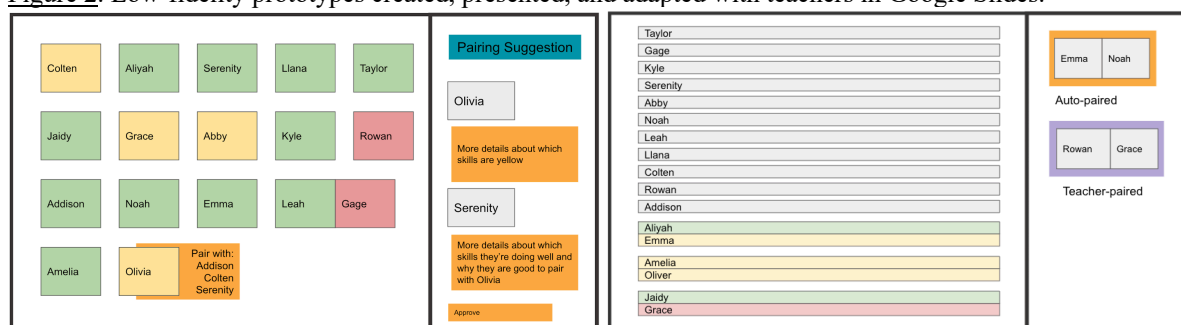 Figure 2. Low-fidelity prototypes created, presented, and adapted with teachers in Google Slides.
Colten
Aliyah
Serenity
Llana
Taylor
Jaidy
Grace
Abby
Kyle
Rowan
Addison
Noah
Emma
Leah
Gage
Amelia
Olivia
Pair with:
Addison
Colten
Serenity
Pairing Suggestion
Olivia
More details about which
skills are yellow
Serenity
More details about which
skills they're doing well and
why they are good to pair
with Olivia
Approve
Taylor
Gage
Kyle
Serenity
Abby
Noah
Leah
Llana
Colten
Rowan
Addison
Aliyah
Emma
Amelia
Oliver
Jaidy
Grace
Emma
Noah
Auto-paired
Rowan
Grace
Teacher-paired